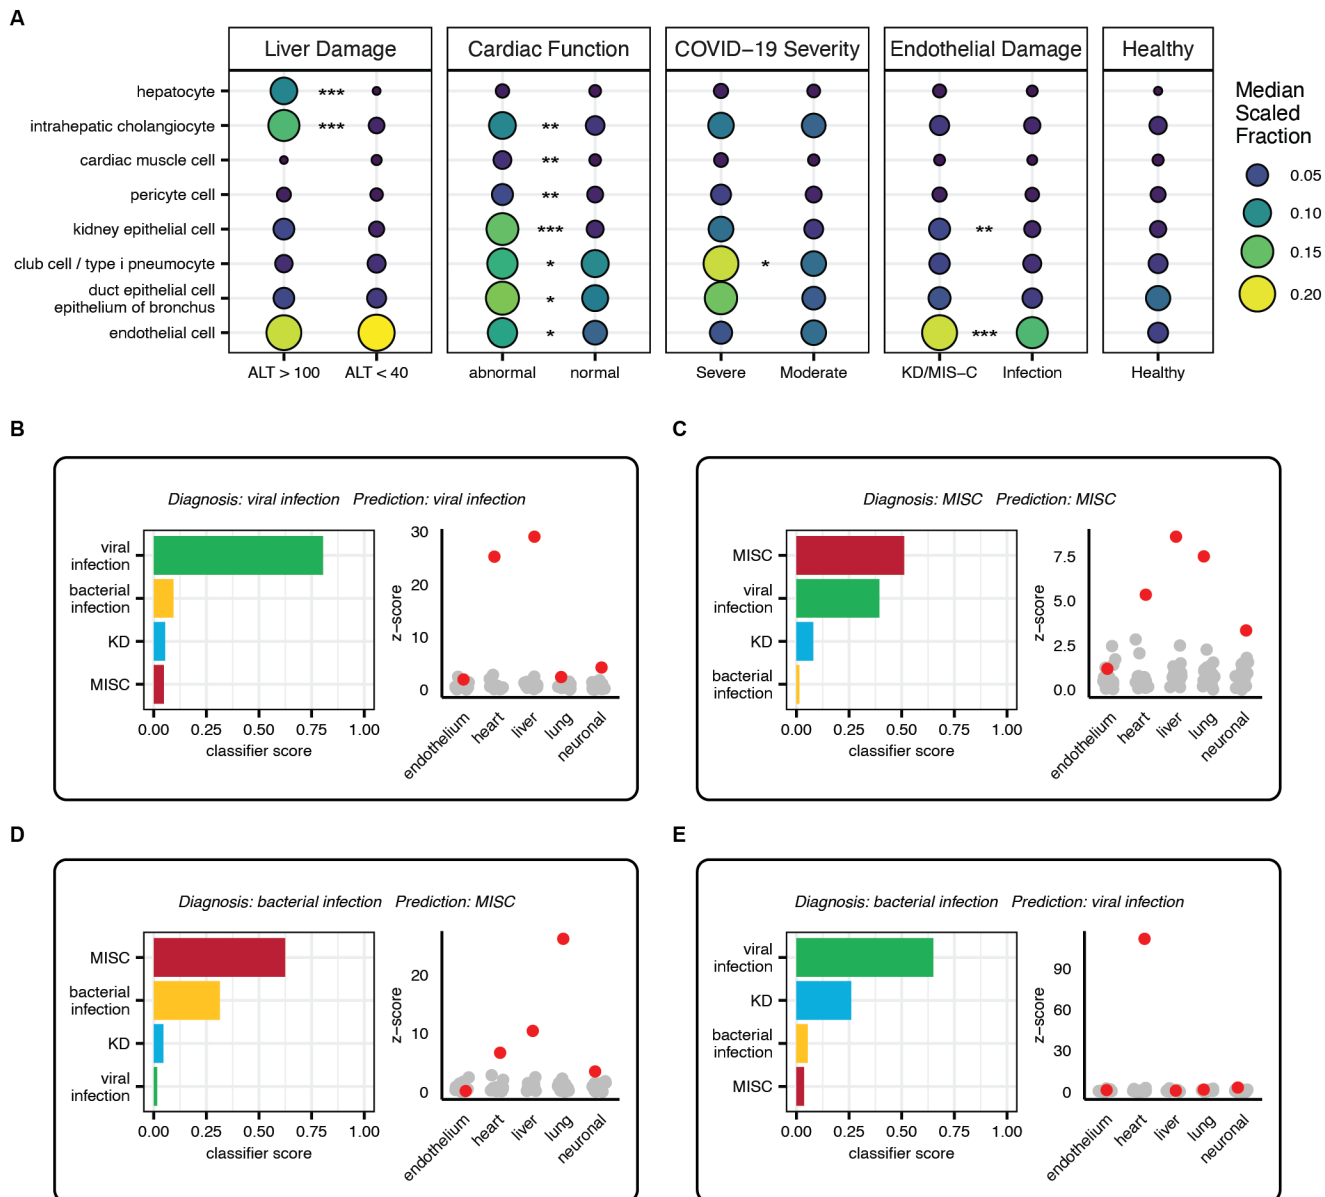 A
Liver Damage
Cardiac Function
COVID−19 Severity
Endothelial Damage
Healthy
hepatocyte
***
intrahepatic cholangiocyte
***
**
cardiac muscle cell
**
pericyte cell
**
kidney epithelial cell
***
**
club cell / type i pneumocyte
*
*
duct epithelial cell
epithelium of bronchus
*
endothelial cell
*
***
ALT > 100
ALT < 40
abnormal
normal
Severe
Moderate
KD/MIS−C
Infection
Healthy
Median
Scaled
Fraction
0.05
0.10
0.15
0.20
B
Diagnosis: viral infection Prediction: viral infection
viral
infection
bacterial
infection
KD
MISC
0.00 0.25 0.50 0.75 1.00
classifier score
z−score
30
20
10
0
endothelium
heart
liver
lung
neuronal
C
Diagnosis: MISC Prediction: MISC
MISC
viral
infection
KD
bacterial
infection
0.00 0.25 0.50 0.75 1.00
classifier score
z−score
7.5
5.0
2.5
0.0
endothelium
heart
liver
lung
neuronal
D
Diagnosis: bacterial infection Prediction: MISC
MISC
bacterial
infection
KD
viral
infection
0.00 0.25 0.50 0.75 1.00
classifier score
z−score
20
10
0
endothelium
heart
liver
lung
neuronal
E
Diagnosis: bacterial infection Prediction: viral infection
viral
infection
KD
bacterial
infection
MISC
0.00 0.25 0.50 0.75 1.00
classifier score
z−score
90
60
30
0
endothelium
heart
liver
lung
neuronal